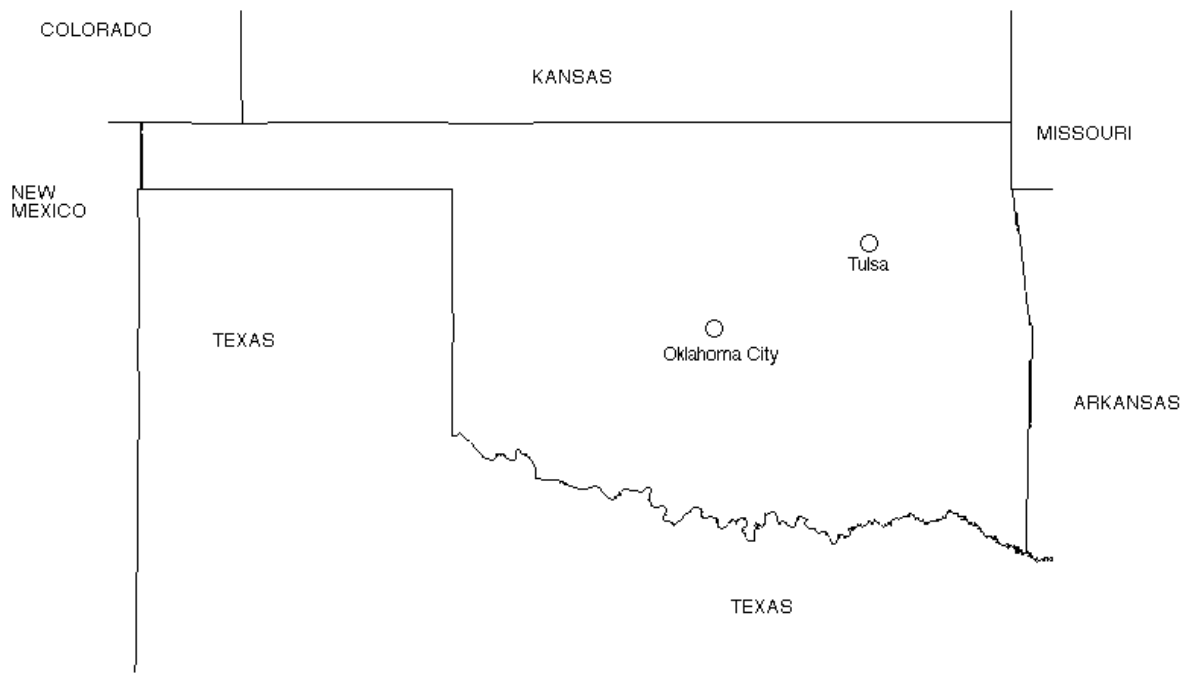 COLORADO
KANSAS
MISSOURI
NEW
MEXICO
Tulsa
TEXAS
Oklahoma City
ARKANSAS
TEXAS